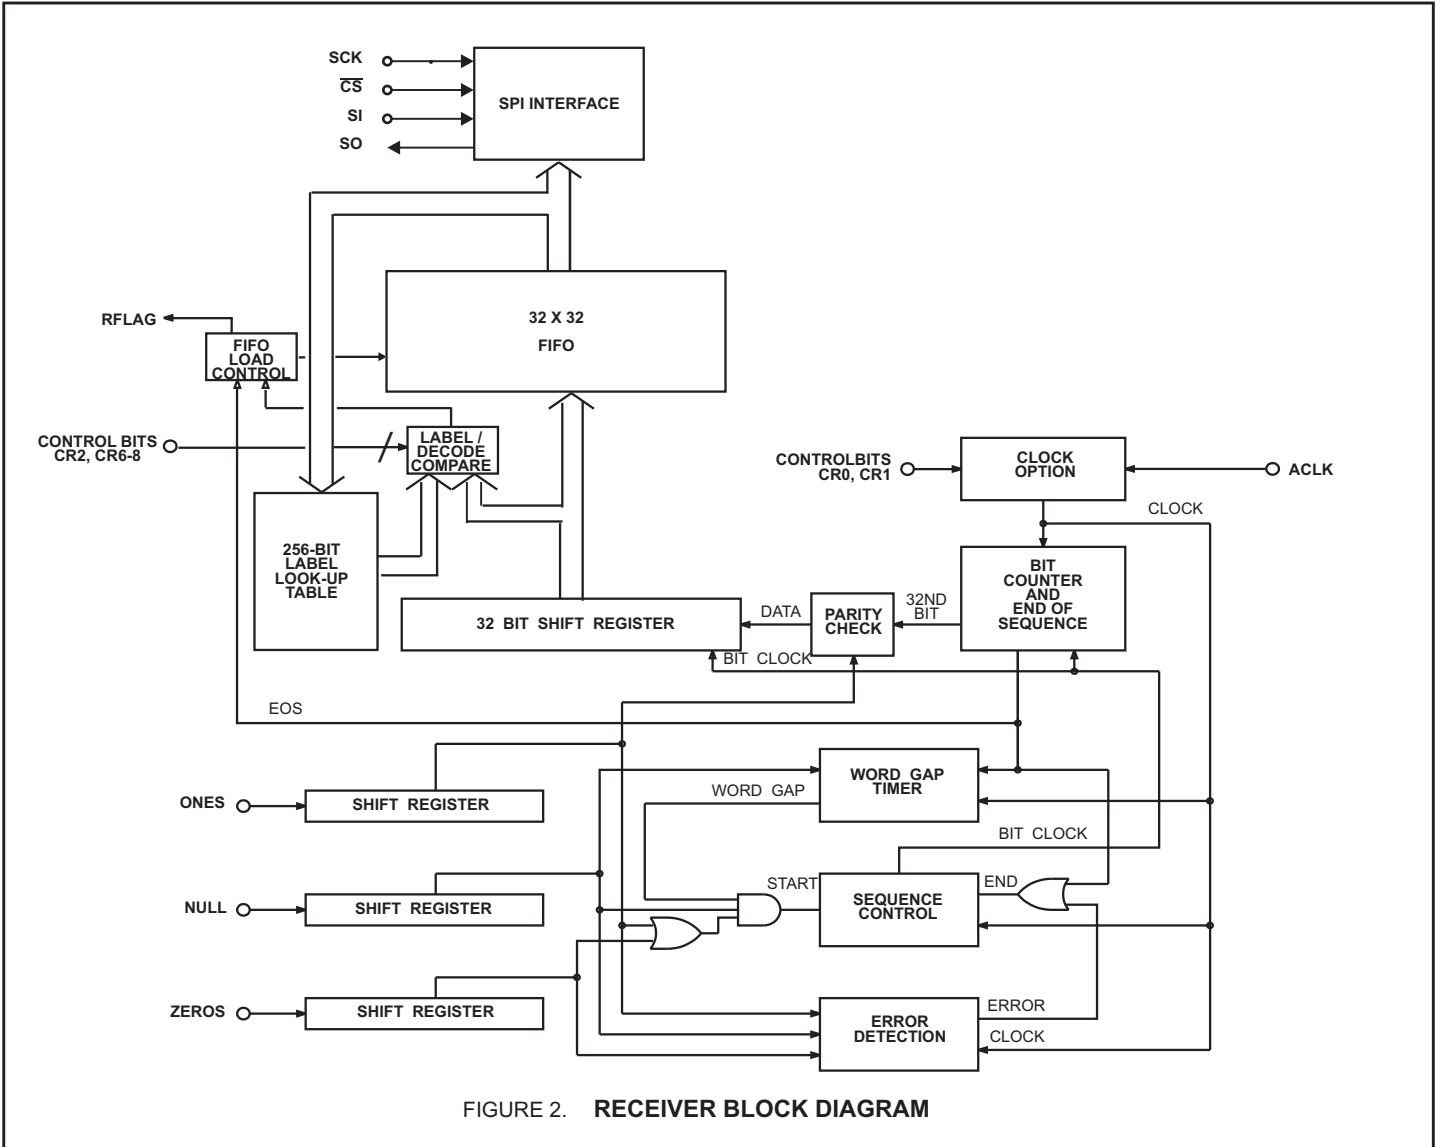 SCK
CS
SI
SO
SPI INTERFACE
32 X 32
FIFO
RFLAG
FIFO
LOAD
CONTROL
CONTROL BITS
CR2, CR6-8
LABEL /
DECODE
COMPARE
CONTROLBITS
CR0, CR1
CLOCK
OPTION
ACLK
CLOCK
256-BIT
LABEL
LOOK-UP
TABLE
BIT
COUNTER
AND
END OF
SEQUENCE
32 BIT SHIFT REGISTER
DATA
PARITY
CHECK
32ND
BIT
BIT CLOCK
EOS
ONES
SHIFT REGISTER
WORD GAP
WORD GAP
TIMER
BIT CLOCK
NULL
SHIFT REGISTER
START
SEQUENCE
CONTROL
END
ZEROS
SHIFT REGISTER
ERROR
DETECTION
ERROR
CLOCK
FIGURE 2. RECEIVER BLOCK DIAGRAM